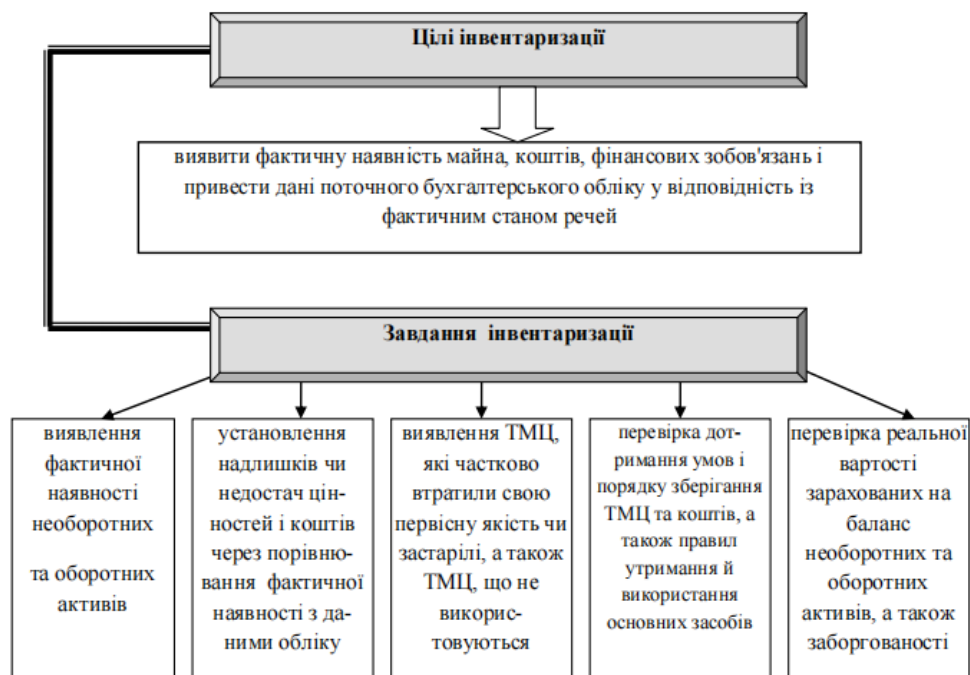 Цілі інвентаризації
виявити фактичну наявність майна, коштів, фінансових зобов'язань і
привести дані поточного бухгалтерського обліку у відповідність із
фактичним станом речей
Завдання інвентаризації
виявлення
фактичної
наявності
необоротних
та оборотних
активів
установлення
надлишків чи
недостач цін-
ностей і коштів
через порівню-
вання фактичної
наявності з да-
ними обліку
виявлення ТМЦ,
які частково
втратили свою
первісну якість чи
застарілі, а також
ТМЦ, що не
викорис-
товуються
перевірка дот-
римання умов і
порядку зберігання
ТМЦ та коштів, а
також правил
утримання й
використання
основних засобів
перевірка реальної
вартості
зарахованих на
баланс
необоротних та
оборотних
активів, а також
заборгованості